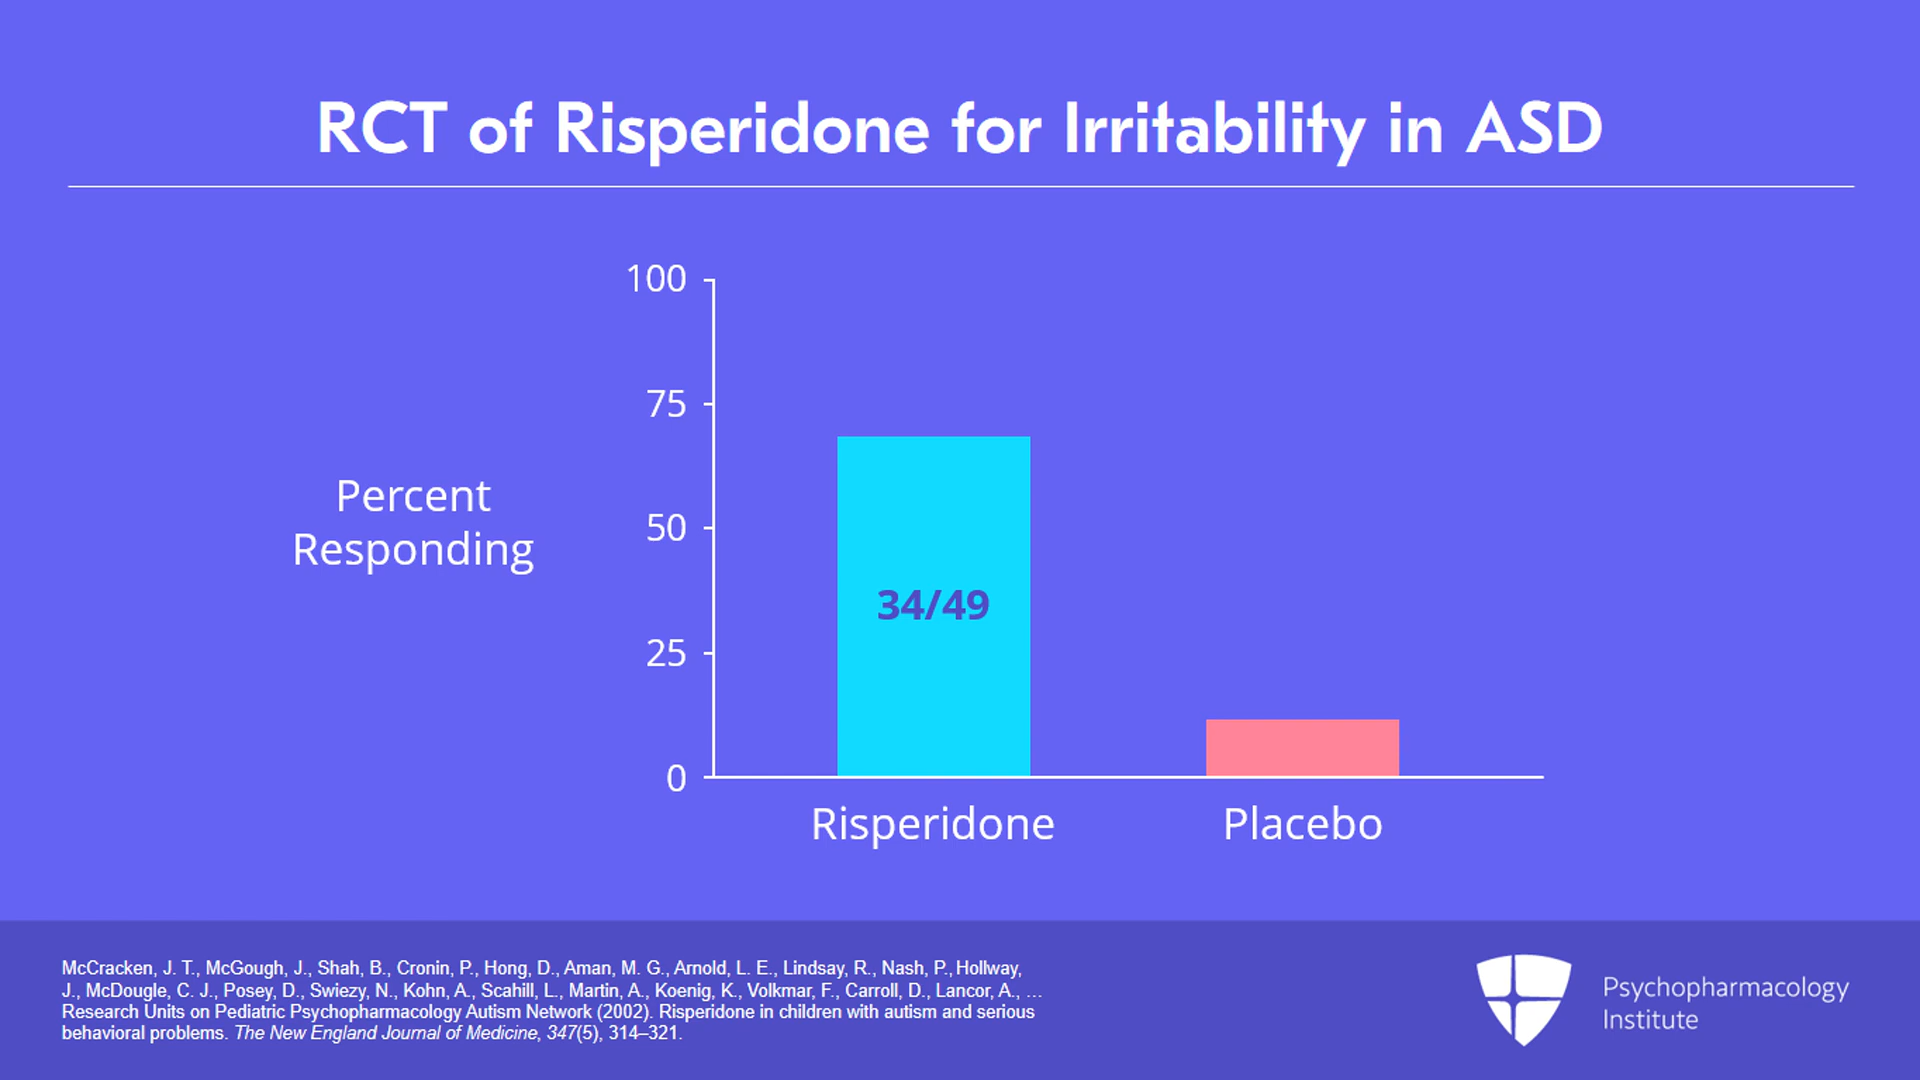 RCT of Risperidone for Irritability in ASD
100
75
50
25
0
Percent
Responding
34/49
Risperidone
Placebo
McCracken, J. T., McGough, J., Shah, B., Cronin, P., Hong, D., Aman, M. G., Arnold, L. E., Lindsay, R., Nash, P., Hollway,
J., McDougle, C. J., Posey, D., Swiezy, N., Kohn, A., Scahill, L., Martin, A., Koenig, K., Volkmar, F., Carroll, D., Lancor, A., …
Research Units on Pediatric Psychopharmacology Autism Network (2002). Risperidone in children with autism and serious
behavioral problems. The New England Journal of Medicine, 347(5), 314–321.
Psychopharmacology
Institute